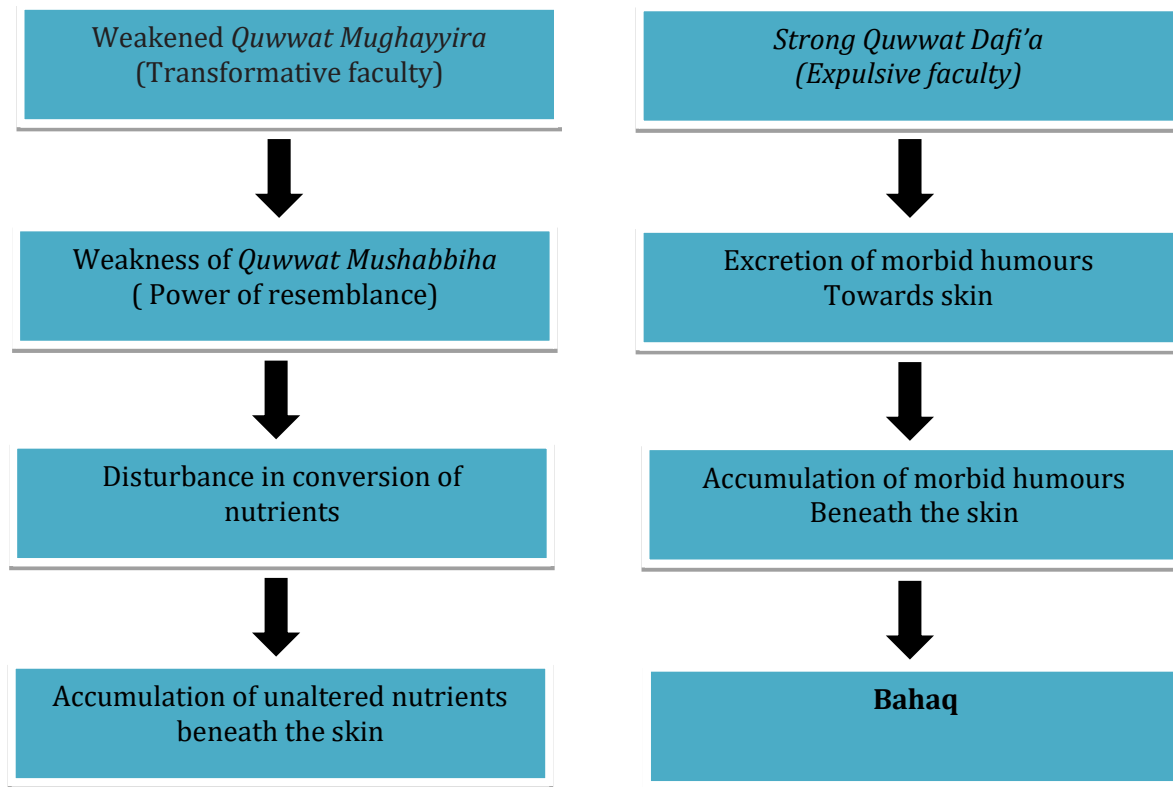 Weakened Quwwat Mughayyira
(Transformative faculty)
Weakness of Quwwat Mushabbiha
( Power of resemblance)
Disturbance in conversion of
nutrients
Accumulation of unaltered nutrients
beneath the skin
Strong Quwwat Dafi’a
(Expulsive faculty)
Excretion of morbid humours
Towards skin
Accumulation of morbid humours
Beneath the skin
Bahaq